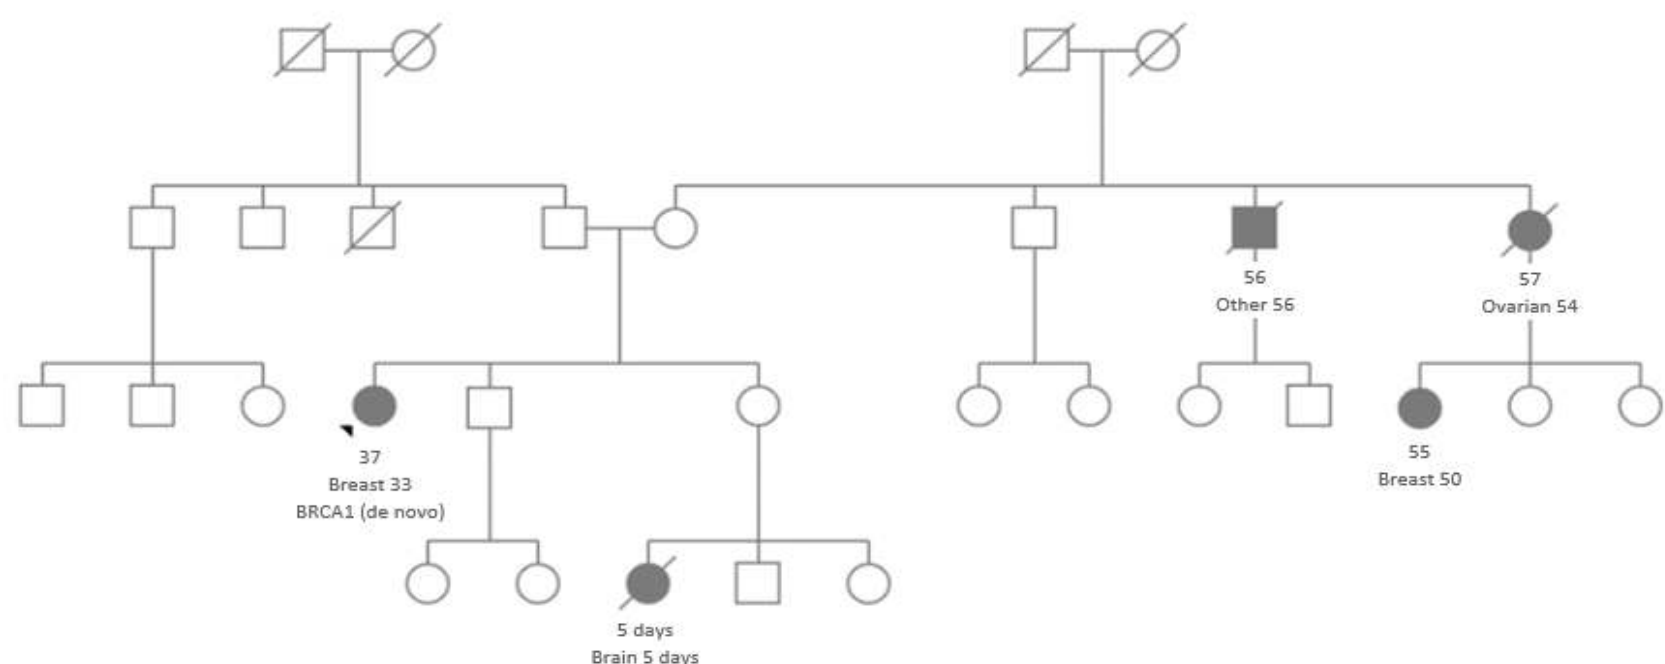 56
Other 56
57
Ovarian 54
37
Breast 33
BRCA1 (de novo)
55
Breast 50
5 days
Brain 5 days